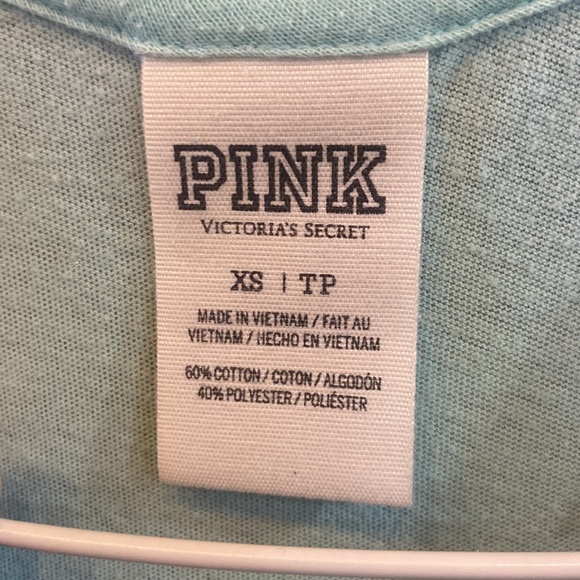 PINK
VICTORIA'S SECRET
XS | TP
MADE IN VIETNAM / FAIT AU
VIETNAM / HECHO EN VIETNAM
60% COTTON / COTON / ALGODÓN
40% POLYESTER / POLIÉSTER